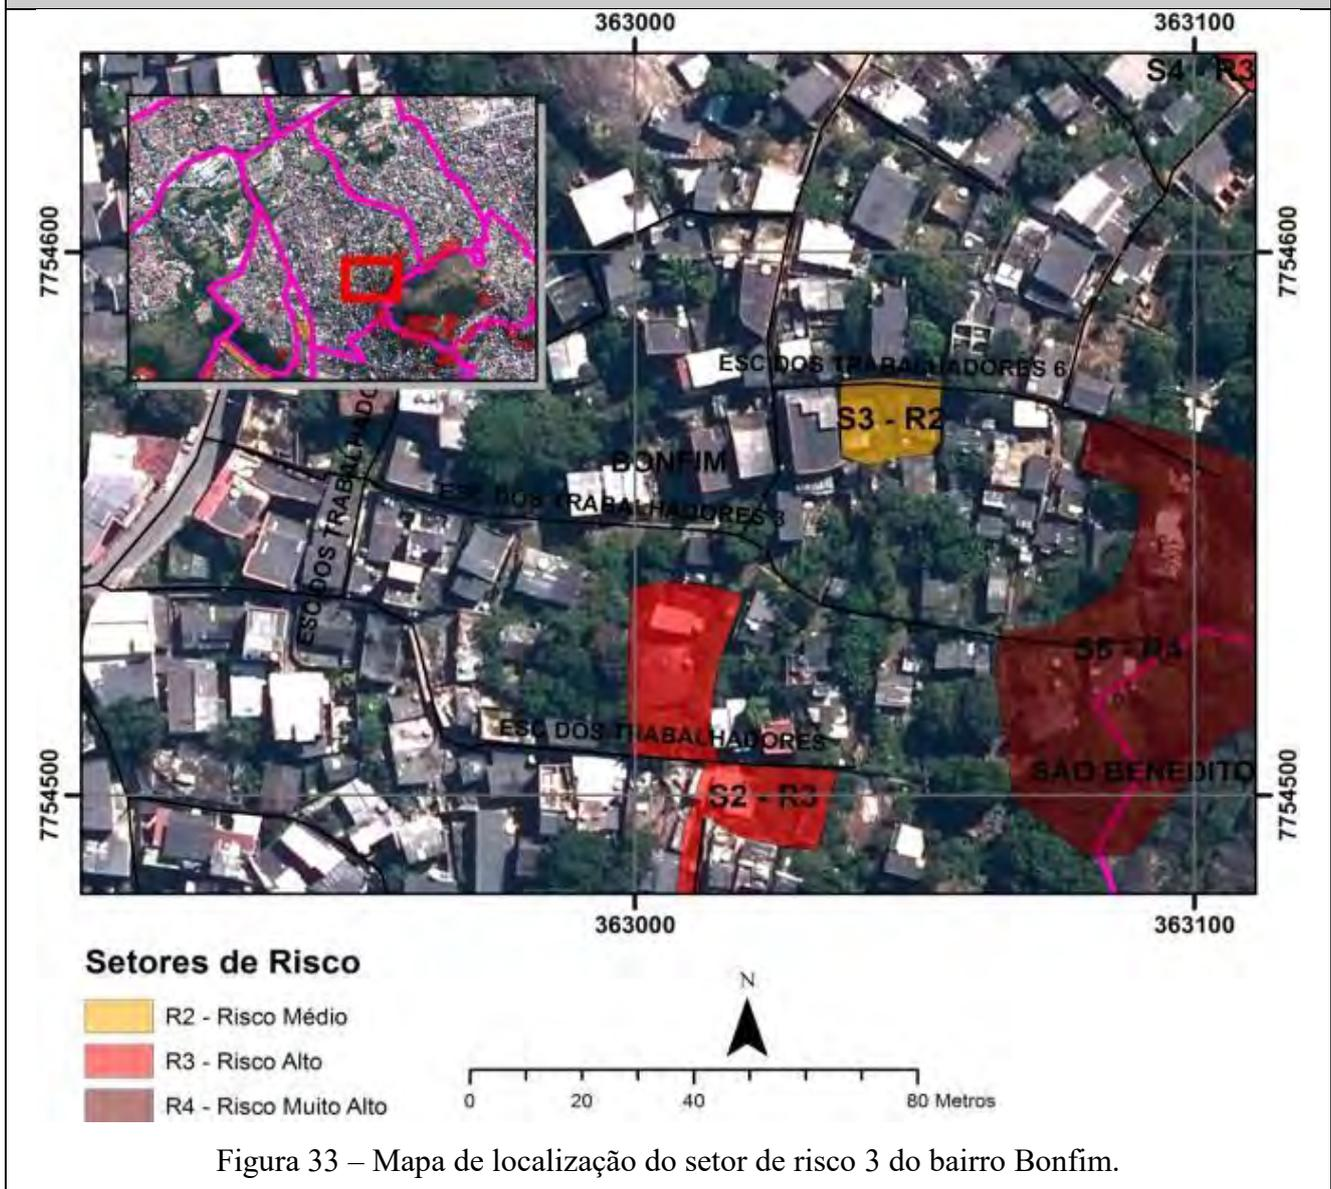 363000
363100
S4 - R3
7754600
7754600
ESC DOS TRABALHADORES 6
S3 - R2
BONFIM
ESC DOS TRABALHADORES 3
ESC DOS TRABALHADO
S5 - R4
ESC DOS TRABALHADORES
SÃO BENEDITO
S2 - R3
7754500
7754500
363000
363100
Setores de Risco
R2 - Risco Médio
R3 - Risco Alto
R4 - Risco Muito Alto
N
0 20 40 80 Metros
Figura 33 – Mapa de localização do setor de risco 3 do bairro Bonfim.